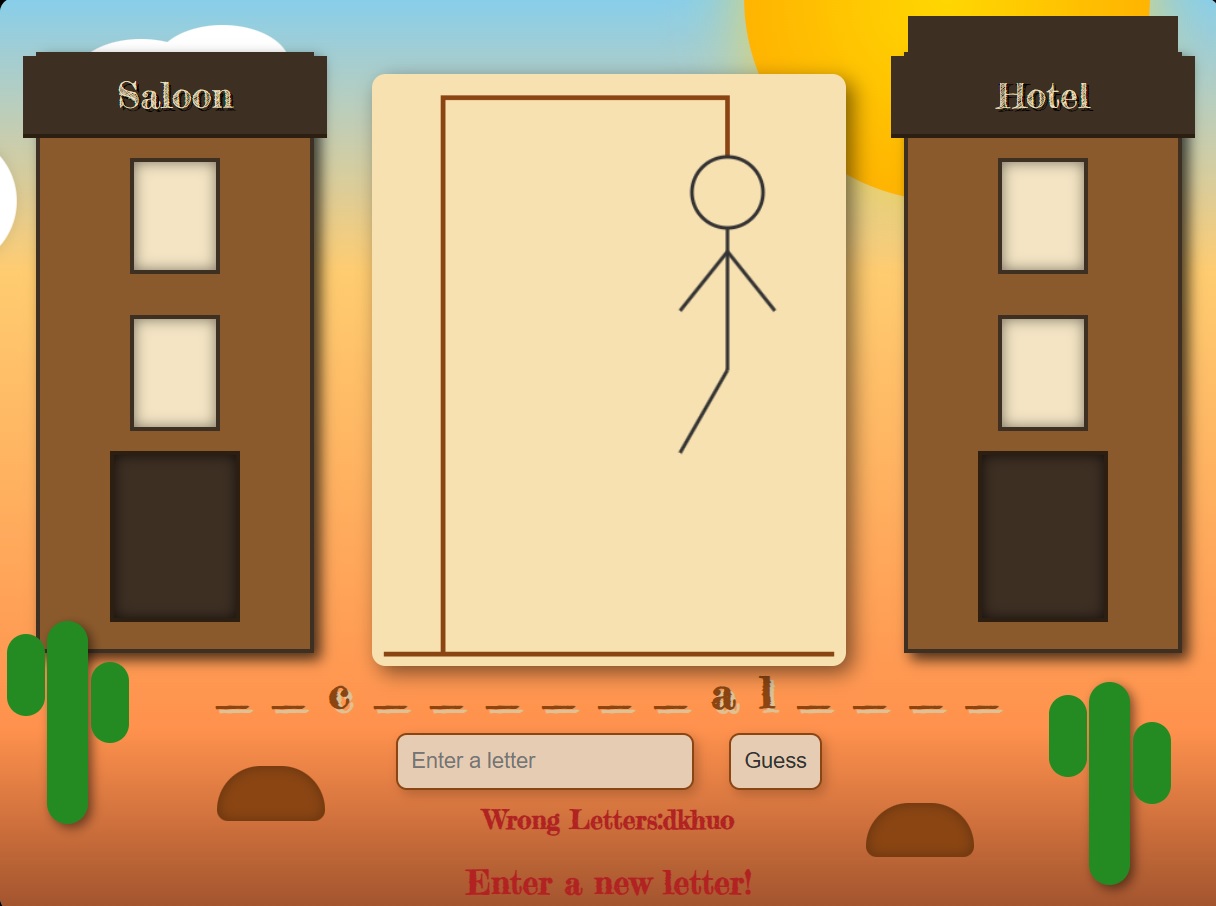 Saloon
Hotel
_ _ c _ _ _ _ _ _ a l _ _ _ _
Enter a letter
Guess
Wrong Letters:dkhuo
Enter a new letter!